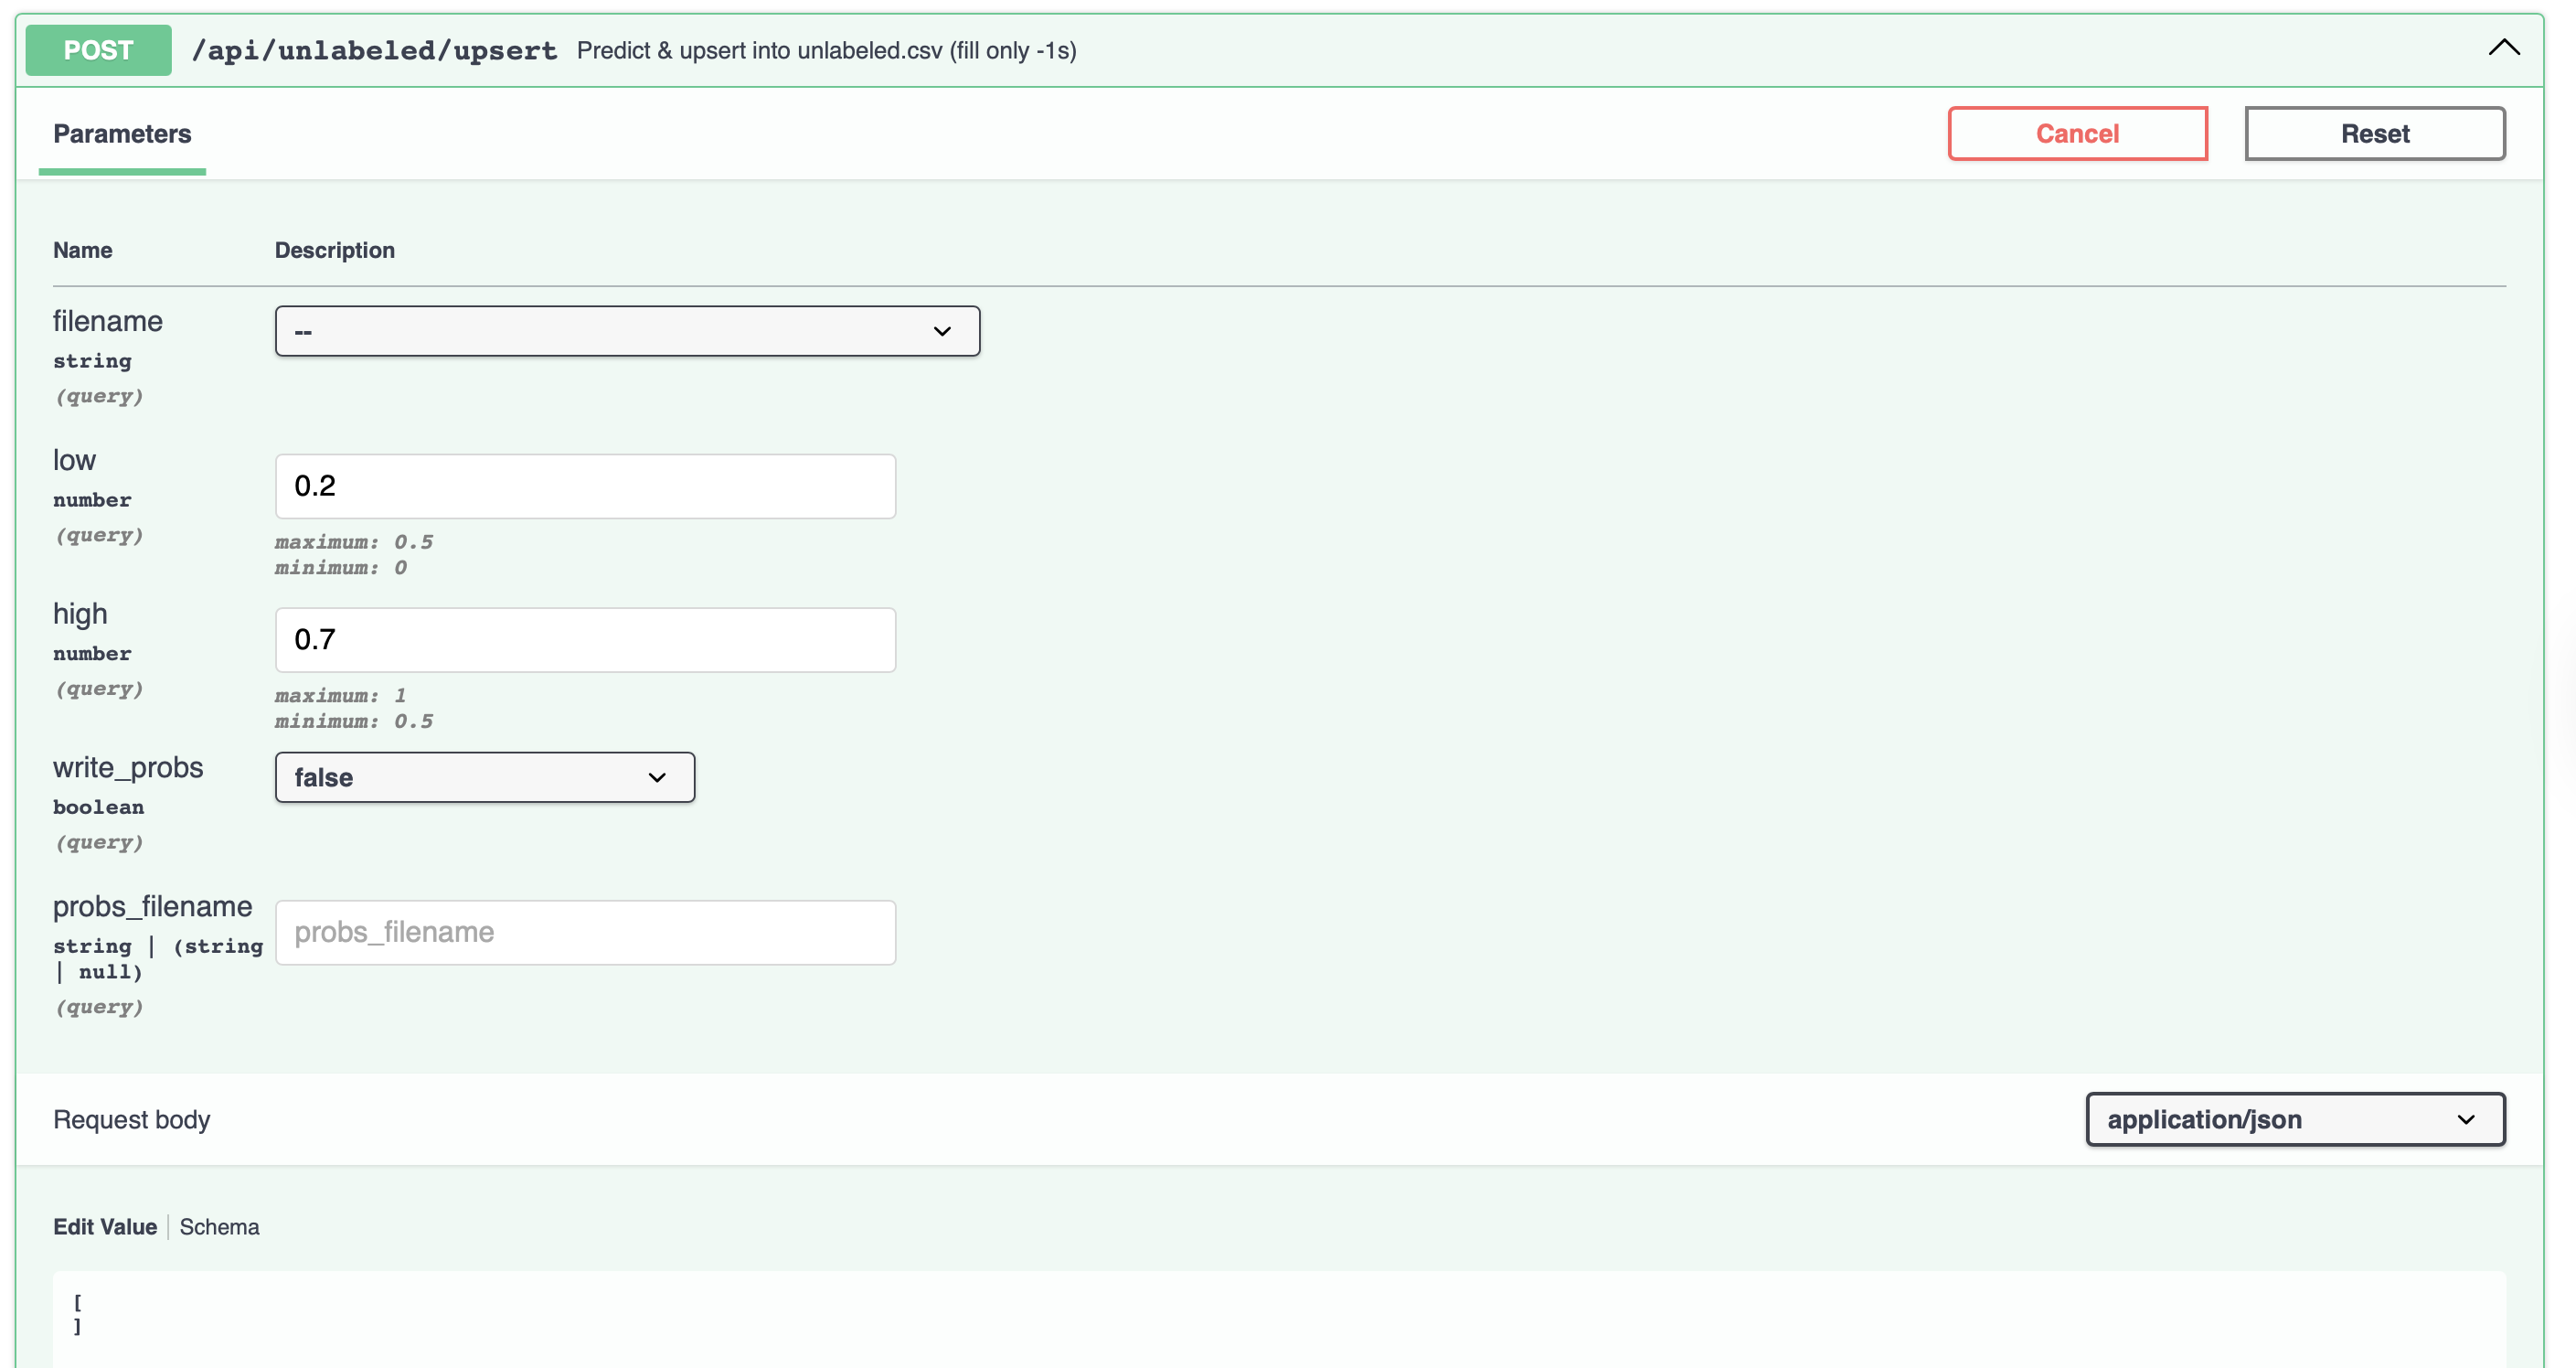 POST /api/unlabeled/upsert Predict & upsert into unlabeled.csv (fill only -1s)
Parameters Cancel Reset
Name Description
filename --
string
(query)
low 0.2
number
(query)
maximum: 0.5
minimum: 0
high 0.7
number
(query)
maximum: 1
minimum: 0.5
write_probs false
boolean
(query)
probs_filename probs_filename
string | (string
| null)
(query)
Request body application/json
Edit Value Schema
[
]